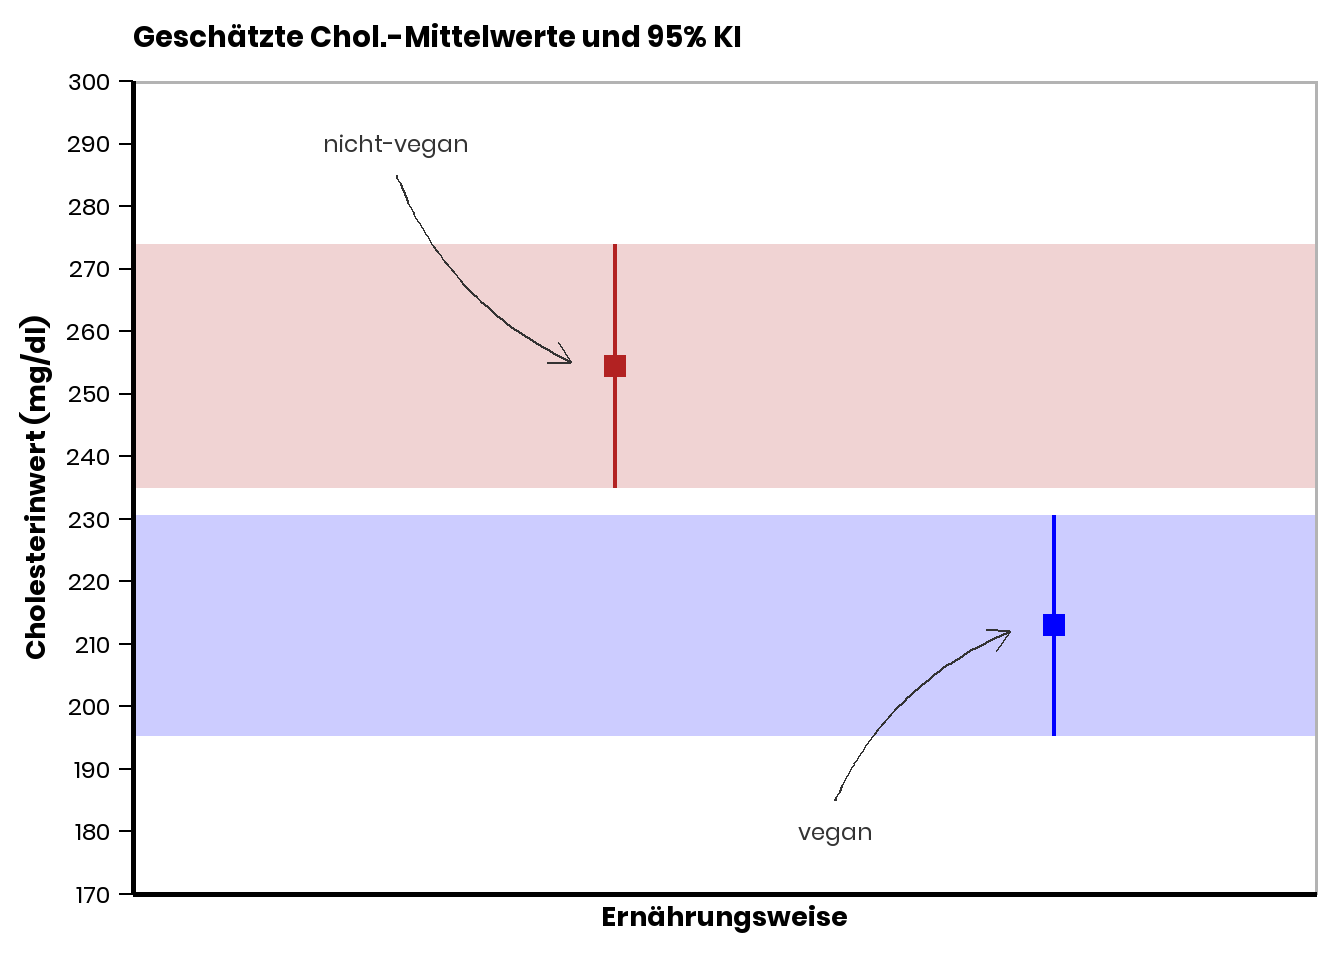 Geschätzte Chol.-Mittelwerte und 95% KI
300
290
280
270
260
250
240
230
220
210
200
190
180
170
Cholesterinwert (mg/dl)
nicht-vegan
vegan
Ernährungsweise